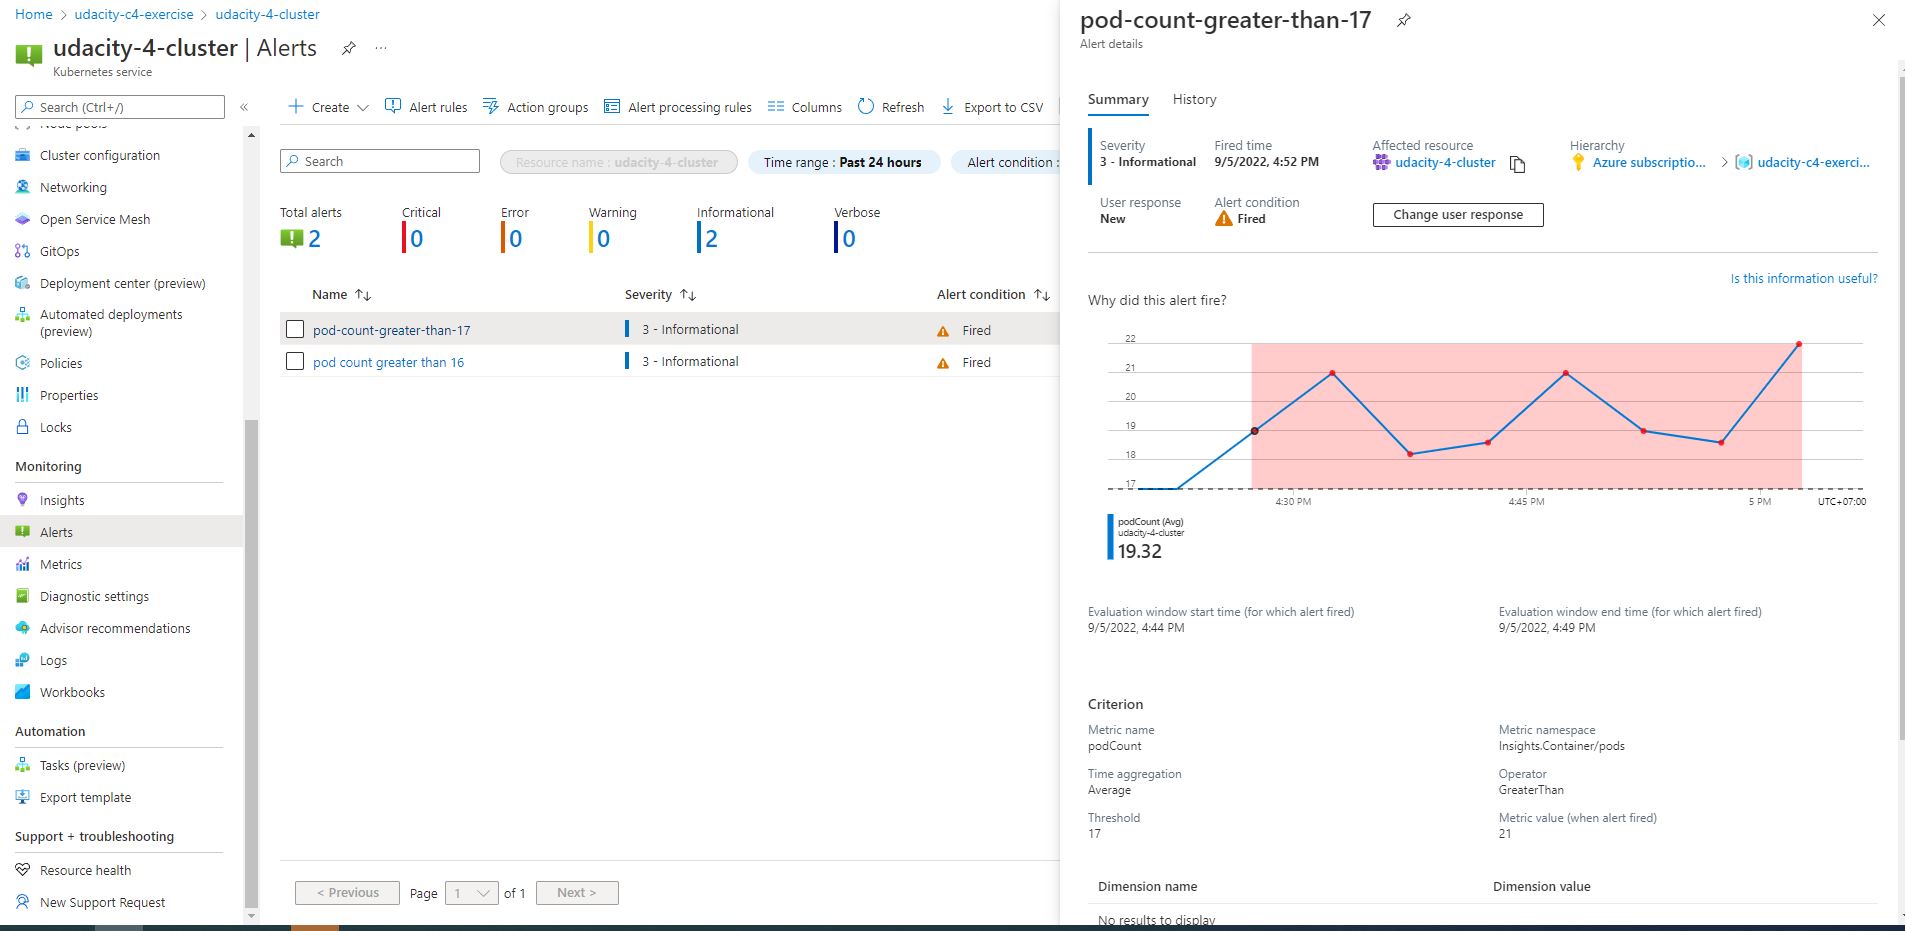 Home > udacity-c4-exercise > udacity-4-cluster
udacity-4-cluster | Alerts ...
Kubernetes service
Search (Ctrl+/) «
Node pools
Cluster configuration
Networking
Open Service Mesh
GitOps
Deployment center (preview)
Automated deployments
(preview)
Policies
Properties
Locks
Monitoring
Insights
Alerts
Metrics
Diagnostic settings
Advisor recommendations
Logs
Workbooks
Automation
Tasks (preview)
Export template
Support + troubleshooting
Resource health
New Support Request
Create Alert rules Action groups Alert processing rules Columns Refresh Export to CSV
Search Resource name : udacity-4-cluster Time range : Past 24 hours Alert condition :
Total alerts Critical Error Warning Informational Verbose
2 0 0 0 2 0
Name ↑↓ Severity ↑↓ Alert condition ↑↓
pod-count-greater-than-17 3 - Informational Fired
pod count greater than 16 3 - Informational Fired
< Previous Page 1 of 1 Next >
pod-count-greater-than-17
Alert details
Summary History
Severity Fired time Affected resource Hierarchy
3 - Informational 9/5/2022, 4:52 PM udacity-4-cluster Azure subscriptio... > udacity-c4-exerci...
User response Alert condition
New Fired Change user response
Is this information useful?
Why did this alert fire?
22
21
20
19
18
17
4:30 PM 4:45 PM 5 PM UTC+07:00
podCount (Avg)
udacity-4-cluster
19.32
Evaluation window start time (for which alert fired) Evaluation window end time (for which alert fired)
9/5/2022, 4:44 PM 9/5/2022, 4:49 PM
Criterion
Metric name Metric namespace
podCount Insights.Container/pods
Time aggregation Operator
Average GreaterThan
Threshold Metric value (when alert fired)
17 21
Dimension name Dimension value
No results to display